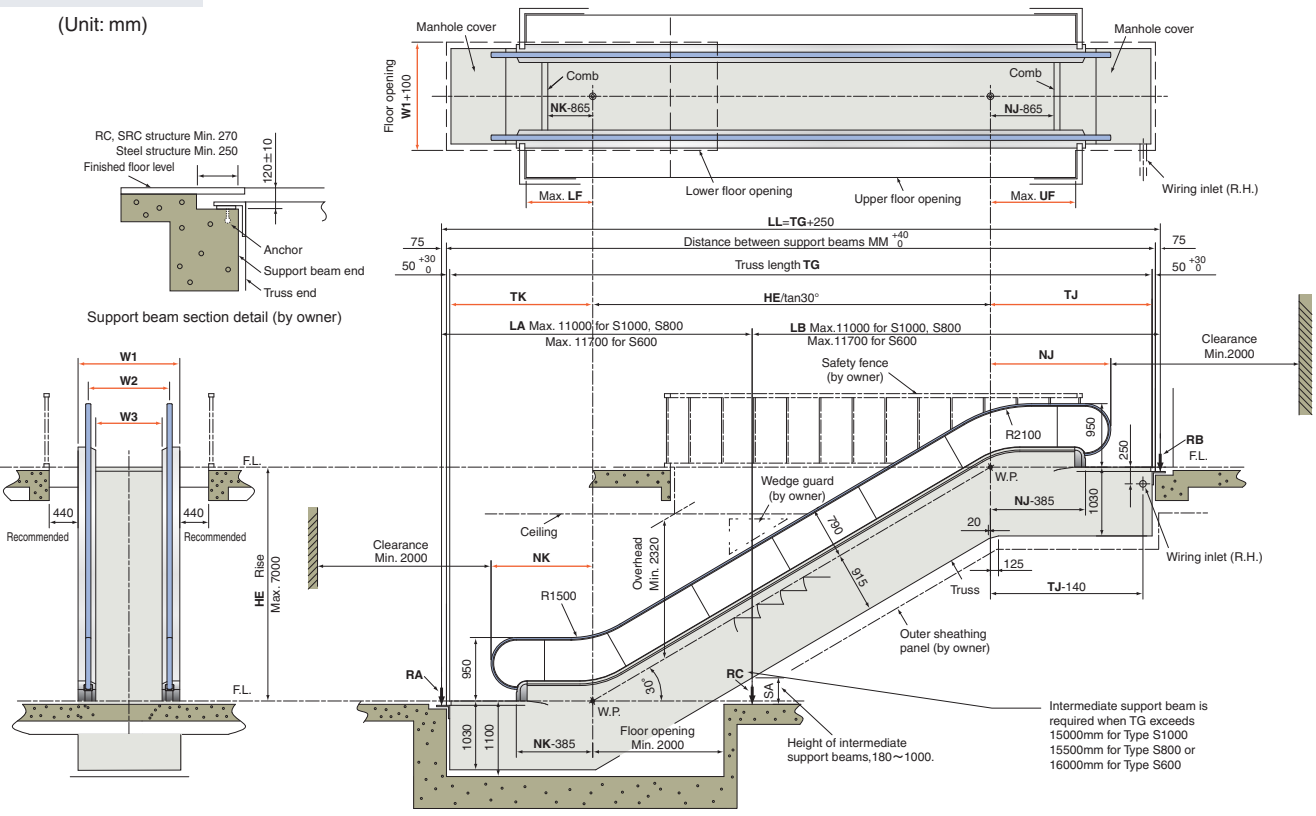 (Unit: mm)
Manhole cover
Manhole cover
Floor opening
W1+100
Comb
Comb
NK-865
NJ-865
RC, SRC structure Min. 270
Steel structure Min. 250
Finished floor level
120±10
Anchor
Support beam end
Truss end
Support beam section detail (by owner)
Lower floor opening
Upper floor opening
Wiring inlet (R.H.)
Max. LF
Max. UF
LL=TG+250
75
Distance between support beams MM +40 0
75
50 +30 0
Truss length TG
50 +30 0
TK
HE/tan30°
TJ
LA Max. 11000 for S1000, S800
Max. 11700 for S600
LB Max.11000 for S1000, S800
Max.11700 for S600
NJ
Clearance
Min.2000
Safety fence
(by owner)
R2100
950
250
RB
F.L.
W1
W2
W3
F.L.
440
440
Recommended
Recommended
HE Rise
Max. 7000
F.L.
Clearance
Min. 2000
Ceiling
NK
R1500
Overhead
Min. 2320
Wedge guard
(by owner)
790
915
W.P.
NJ-385
1030
20
125
Wiring inlet (R.H.)
TJ-140
Truss
Outer sheathing
panel (by owner)
RA
950
30°
RC
SA
W.P.
1030
1100
NK-385
Floor opening
Min. 2000
Height of intermediate
support beams,180~1000.
Intermediate support beam is
required when TG exceeds
15000mm for Type S1000
15500mm for Type S800 or
16000mm for Type S600